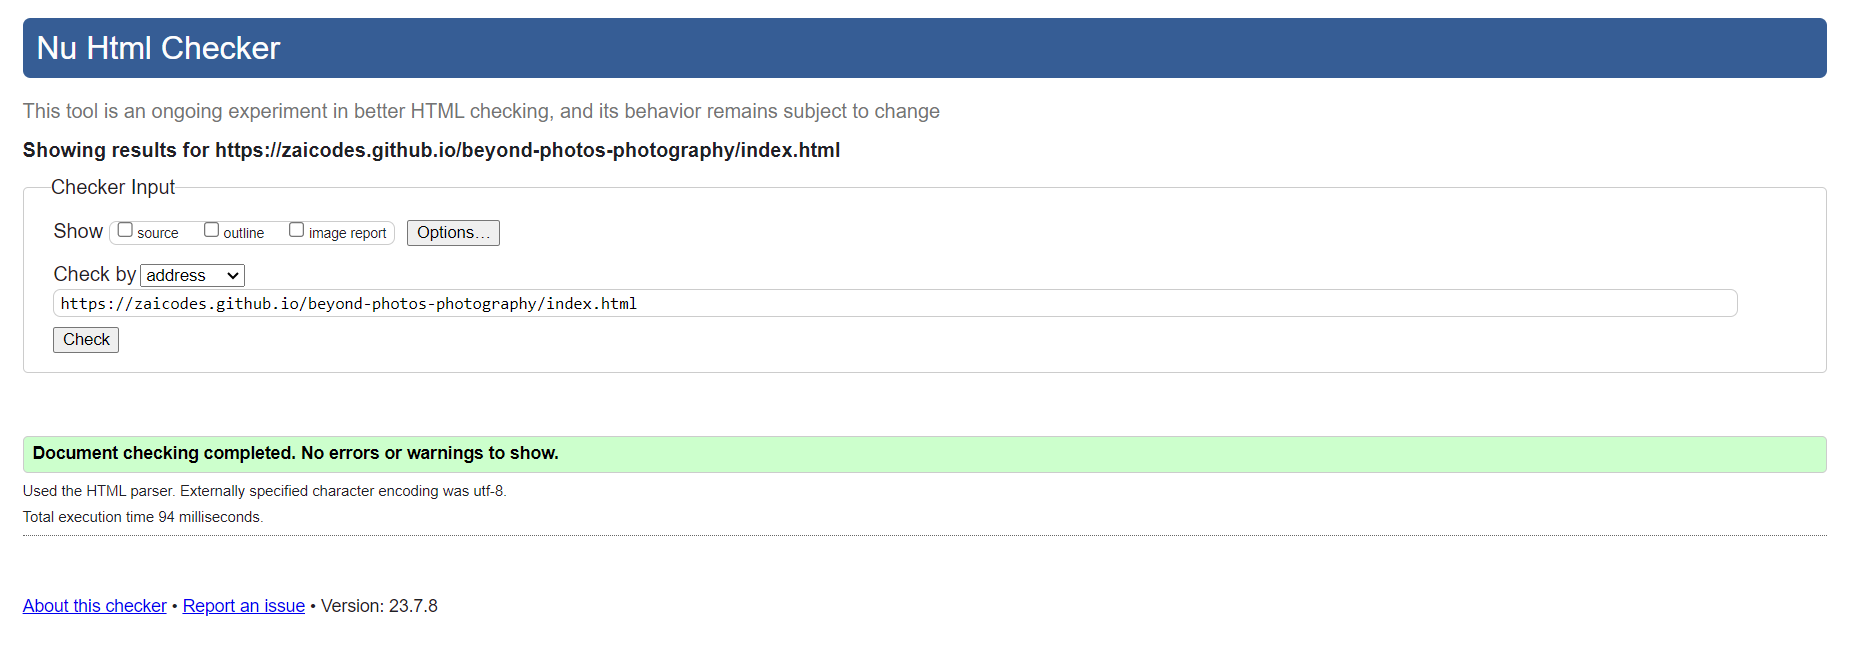 Nu Html Checker
This tool is an ongoing experiment in better HTML checking, and its behavior remains subject to change
Showing results for https://zaicodes.github.io/beyond-photos-photography/index.html
Checker Input
Show source outline image report Options...
Check by address
https://zaicodes.github.io/beyond-photos-photography/index.html
Check
Document checking completed. No errors or warnings to show.
Used the HTML parser. Externally specified character encoding was utf-8.
Total execution time 94 milliseconds.
About this checker • Report an issue • Version: 23.7.8